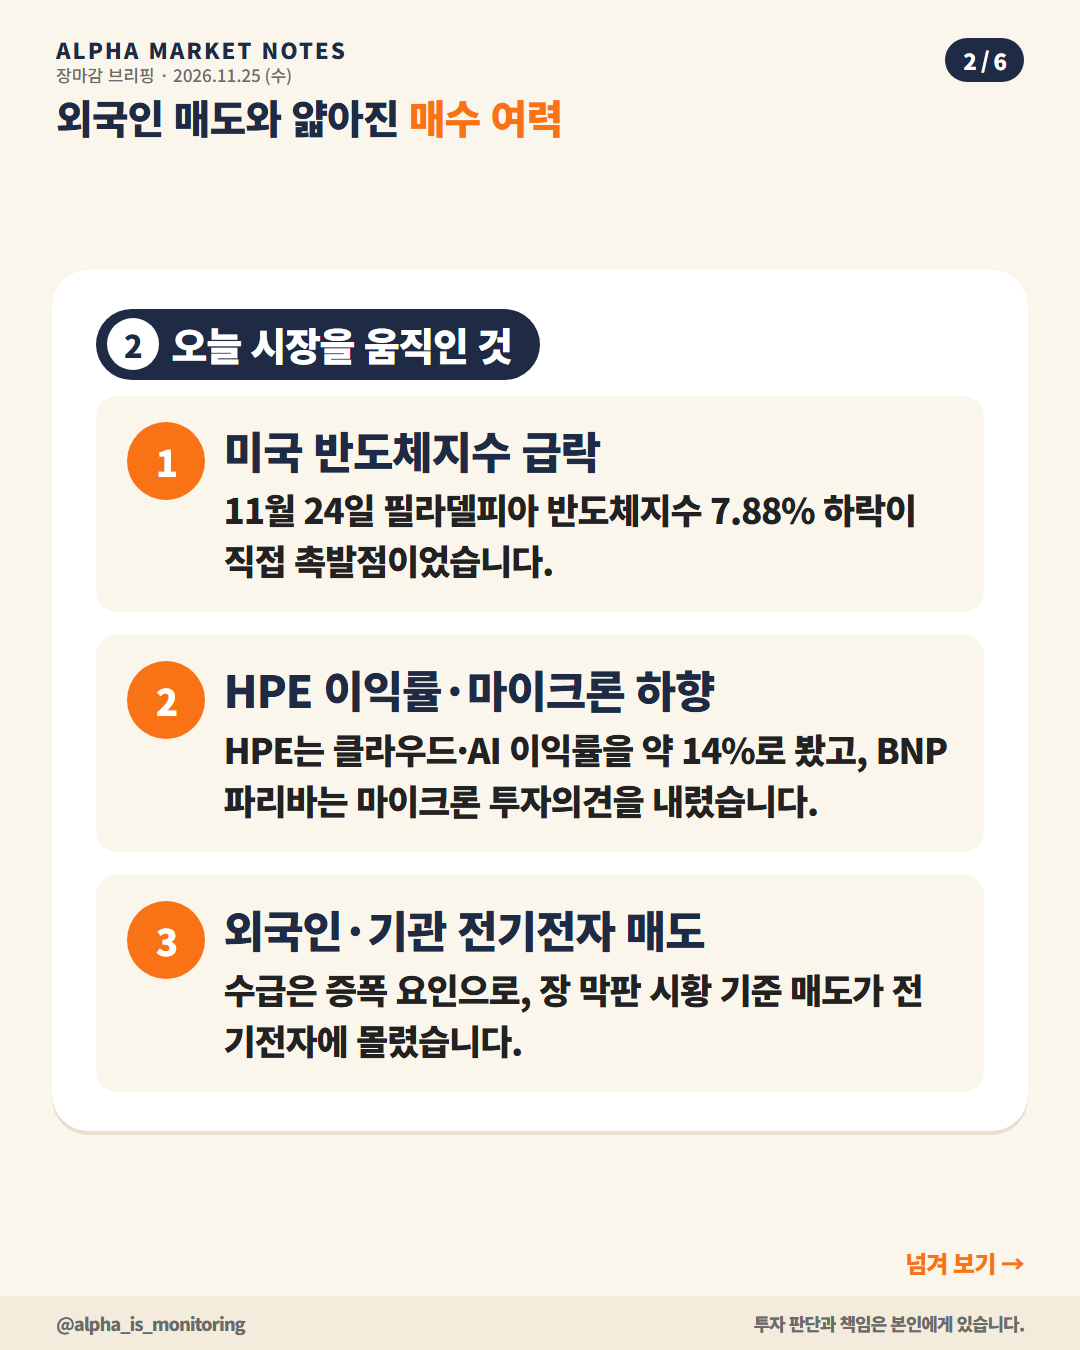 ALPHA MARKET NOTES
장마감 브리핑 · 2026.11.25 (수)
2 / 6
외국인 매도와 얇아진 매수 여력
2 오늘 시장을 움직인 것
1 미국 반도체지수 급락
11월 24일 필라델피아 반도체지수 7.88% 하락이
직접 촉발점이었습니다.
2 HPE 이익률·마이크론 하향
HPE는 클라우드·AI 이익률을 약 14%로 봤고, BNP
파리바는 마이크론 투자의견을 내렸습니다.
3 외국인·기관 전기전자 매도
수급은 증폭 요인으로, 장 막판 시황 기준 매도가 전
기전자에 몰렸습니다.
넘겨 보기 →
@alpha_is_monitoring
투자 판단과 책임은 본인에게 있습니다.